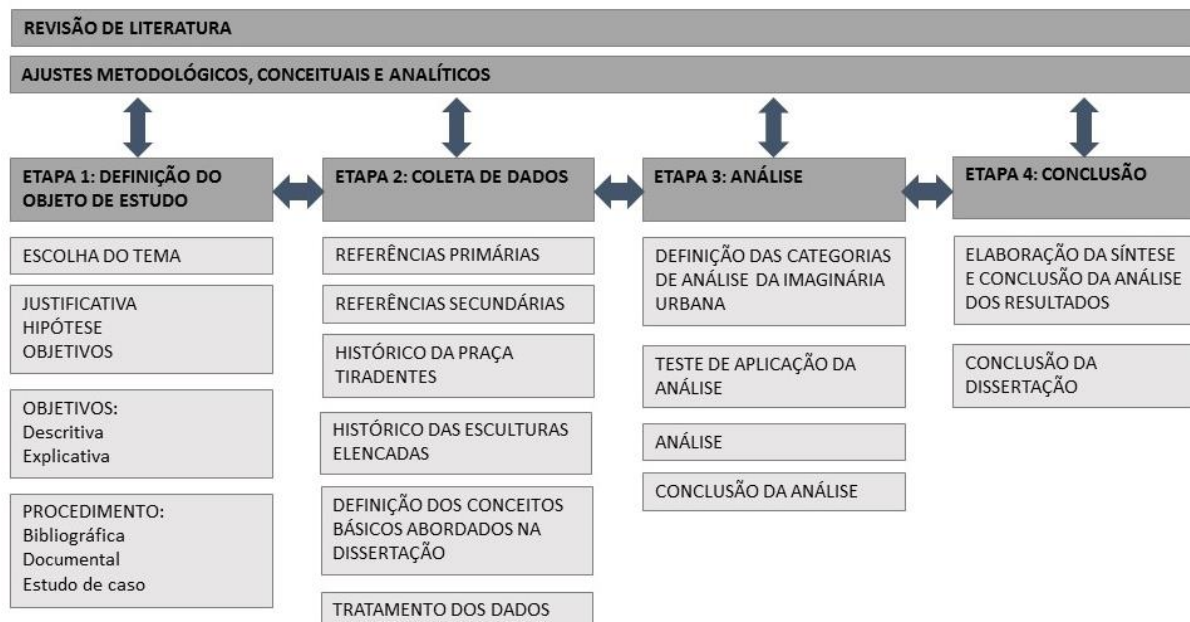 REVISÃO DE LITERATURA
AJUSTES METODOLÓGICOS, CONCEITUAIS E ANALÍTICOS
ETAPA 1: DEFINIÇÃO DO
OBJETO DE ESTUDO
ESCOLHA DO TEMA
JUSTIFICATIVA
HIPÓTESE
OBJETIVOS
OBJETIVOS:
Descritiva
Explicativa
PROCEDIMENTO:
Bibliográfica
Documental
Estudo de caso
ETAPA 2: COLETA DE DADOS
REFERÊNCIAS PRIMÁRIAS
REFERÊNCIAS SECUNDÁRIAS
HISTÓRICO DA PRAÇA
TIRADENTES
HISTÓRICO DAS ESCULTURAS
ELENCADAS
DEFINIÇÃO DOS CONCEITOS
BÁSICOS ABORDADOS NA
DISSERTAÇÃO
TRATAMENTO DOS DADOS
ETAPA 3: ANÁLISE
DEFINIÇÃO DAS CATEGORIAS
DE ANÁLISE DA IMAGINÁRIA
URBANA
TESTE DE APLICAÇÃO DA
ANÁLISE
ANÁLISE
CONCLUSÃO DA ANÁLISE
ETAPA 4: CONCLUSÃO
ELABORAÇÃO DA SÍNTESE
E CONCLUSÃO DA ANÁLISE
DOS RESULTADOS
CONCLUSÃO DA
DISSERTAÇÃO